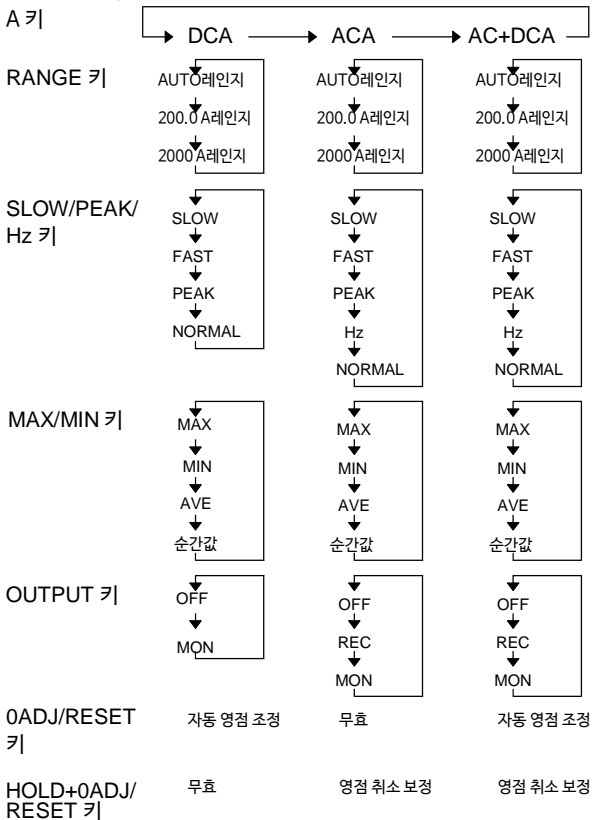 A 키
DCA ACA AC+DCA
RANGE 키
AUTO레인지 AUTO레인지 AUTO레인지
200.0 A레인지 200.0 A레인지 200.0 A레인지
2000 A레인지 2000 A레인지 2000 A레인지
SLOW/PEAK/
Hz 키
SLOW SLOW SLOW
FAST FAST FAST
PEAK PEAK PEAK
NORMAL Hz Hz
NORMAL NORMAL
MAX/MIN 키
MAX MAX MAX
MIN MIN MIN
AVE AVE AVE
순간값 순간값 순간값
OUTPUT 키
OFF OFF OFF
MON REC REC
MON MON
0ADJ/RESET
키
자동 영점 조정 무효 자동 영점 조정
HOLD+0ADJ/
RESET 키
무효 영점 취소 보정 영점 취소 보정